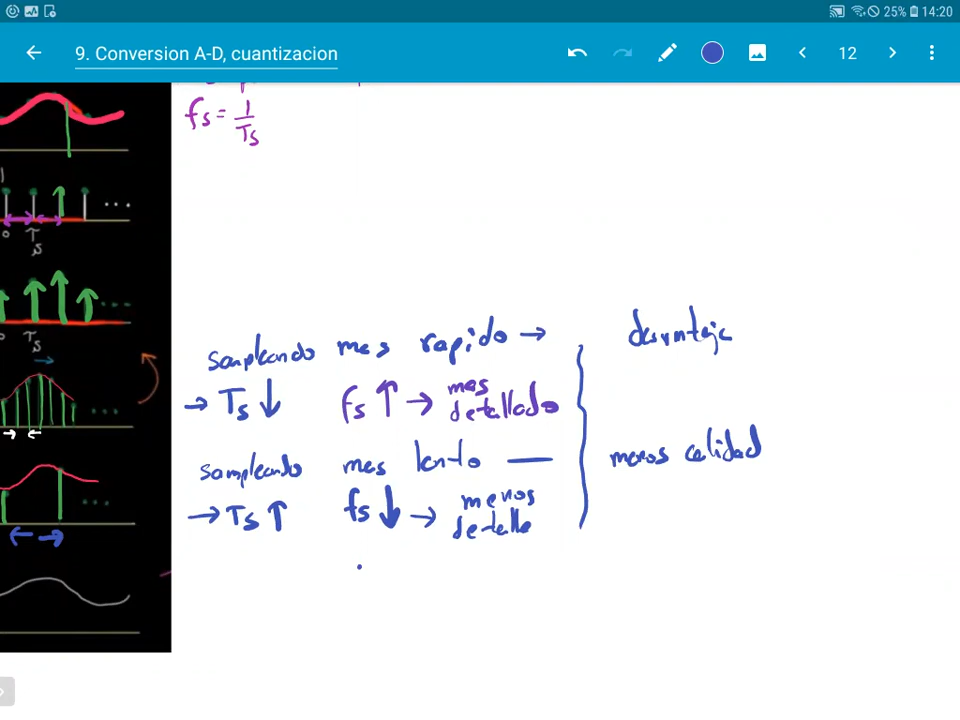 25% 14:20
9. Conversion A-D, cuantizacion
12
fs = 1/Ts
0 Ts
Ts
sampleando mas rapido → desventaja
→ Ts ↓ fs ↑ → mas detallado
sampleando mas lento — menos calidad
→ Ts ↑ fs ↓ → menos detalle